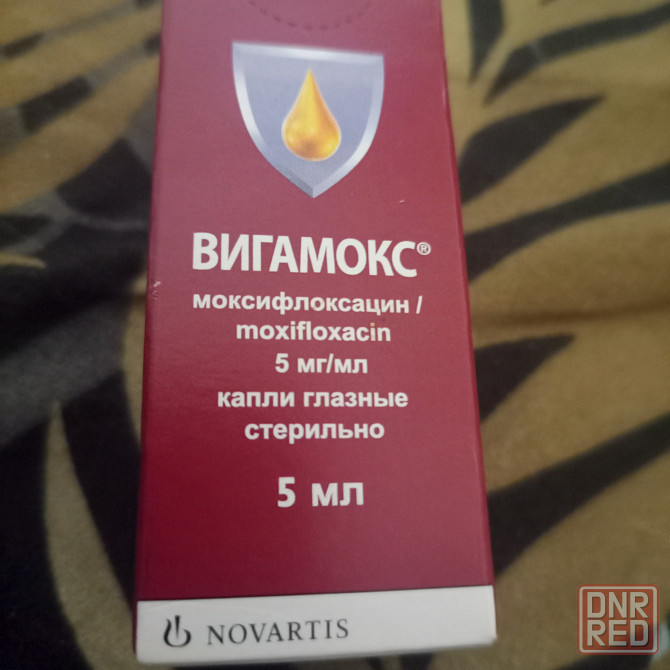 ВИГАМОКС®
моксифлоксацин /
moxifloxacin
5 мг/мл
капли глазные
стерильно
5 мл
NOVARTIS
DNR
RED